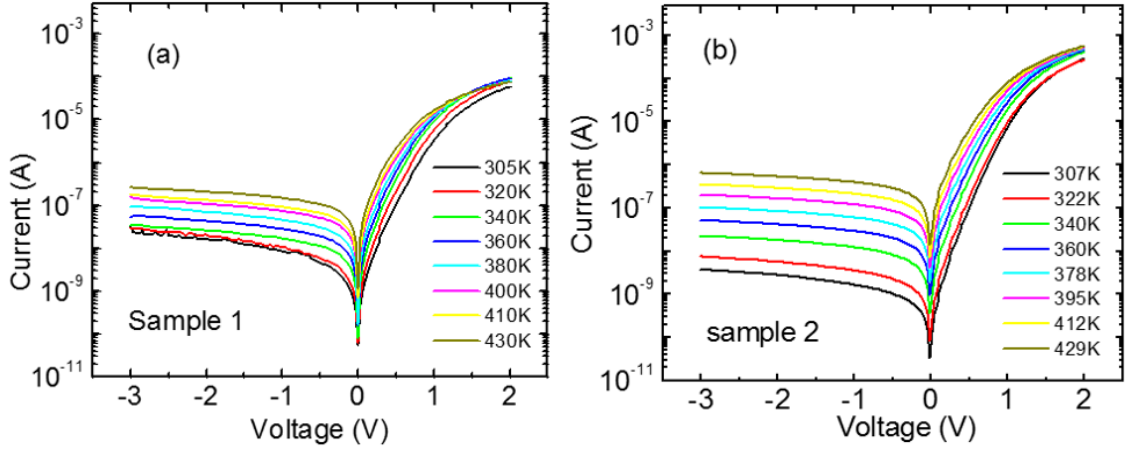 (a)
Current (A)
10⁻³
10⁻⁵
10⁻⁷
10⁻⁹
10⁻¹¹
305K
320K
340K
360K
380K
400K
410K
430K
Sample 1
-3 -2 -1 0 1 2
Voltage (V)
(b)
Current (A)
10⁻³
10⁻⁵
10⁻⁷
10⁻⁹
10⁻¹¹
307K
322K
340K
360K
378K
395K
412K
429K
sample 2
-3 -2 -1 0 1 2
Voltage (V)